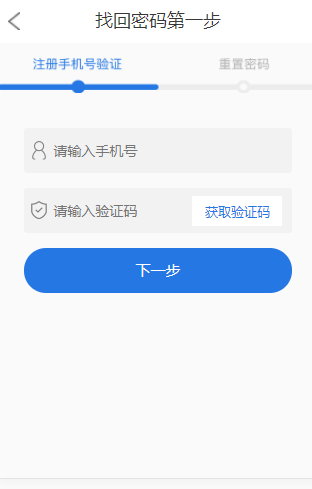 找回密码第一步
注册手机号验证
重置密码
请输入手机号
请输入验证码
获取验证码
下一步